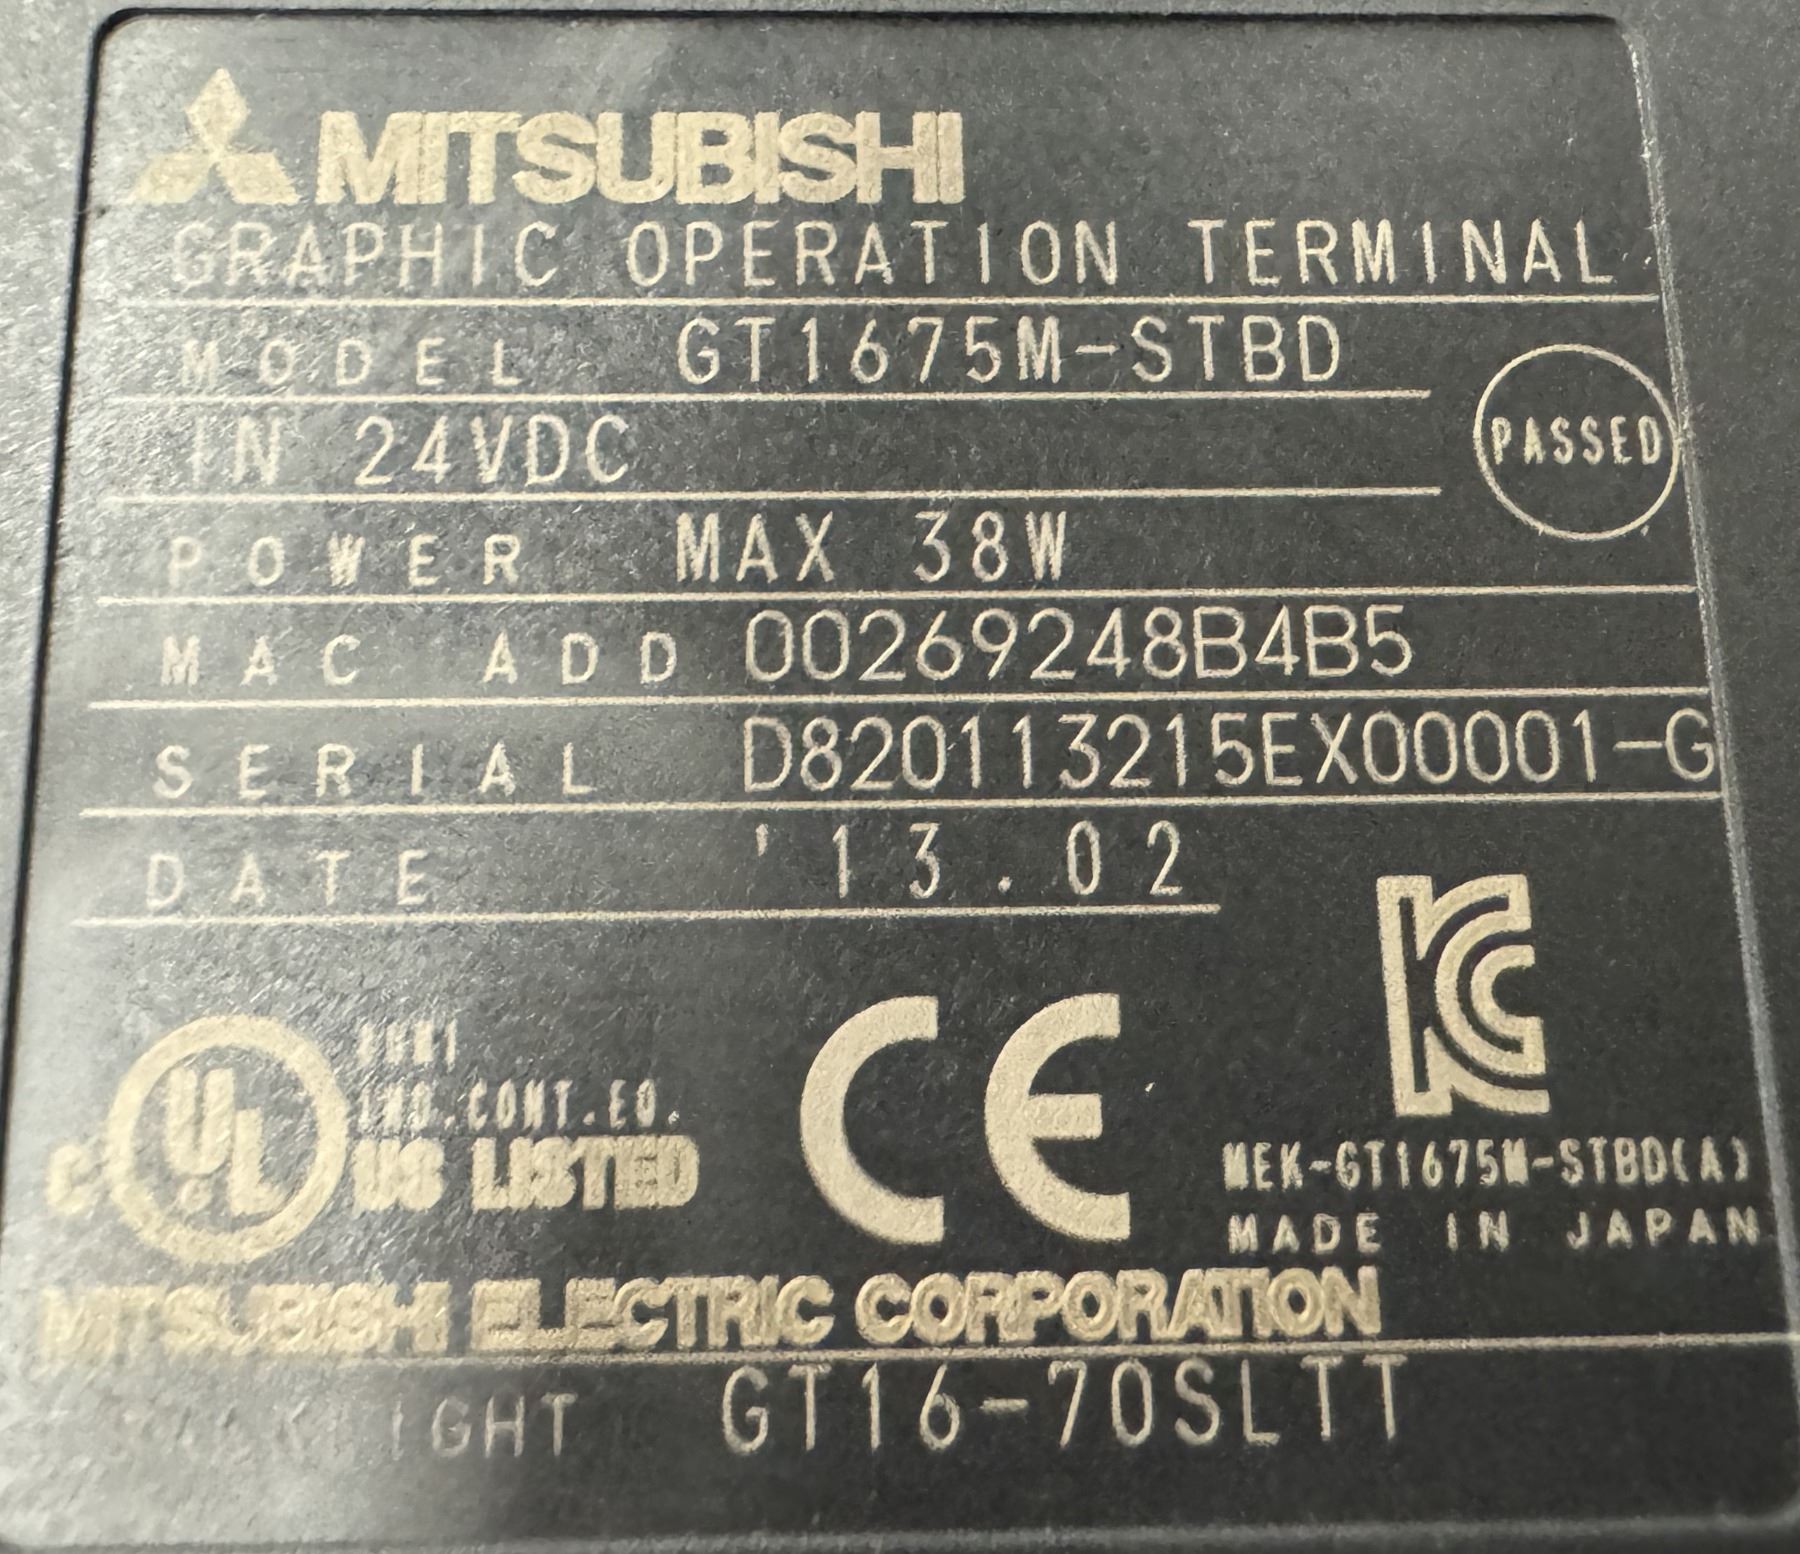 MITSUBISHI
GRAPHIC OPERATION TERMINAL
MODEL GT1675M-STBD
IN 24VDC
PASSED
POWER MAX 38W
MAC ADD 00269248B4B5
SERIAL D820113215EX00001-G
DATE '13.02
KC
C UL US LISTED
IND.CONT.EQ.
CE
MEK-GT1675M-STBD(A)
MADE IN JAPAN
MITSUBISHI ELECTRIC CORPORATION
GT16-70SLTT